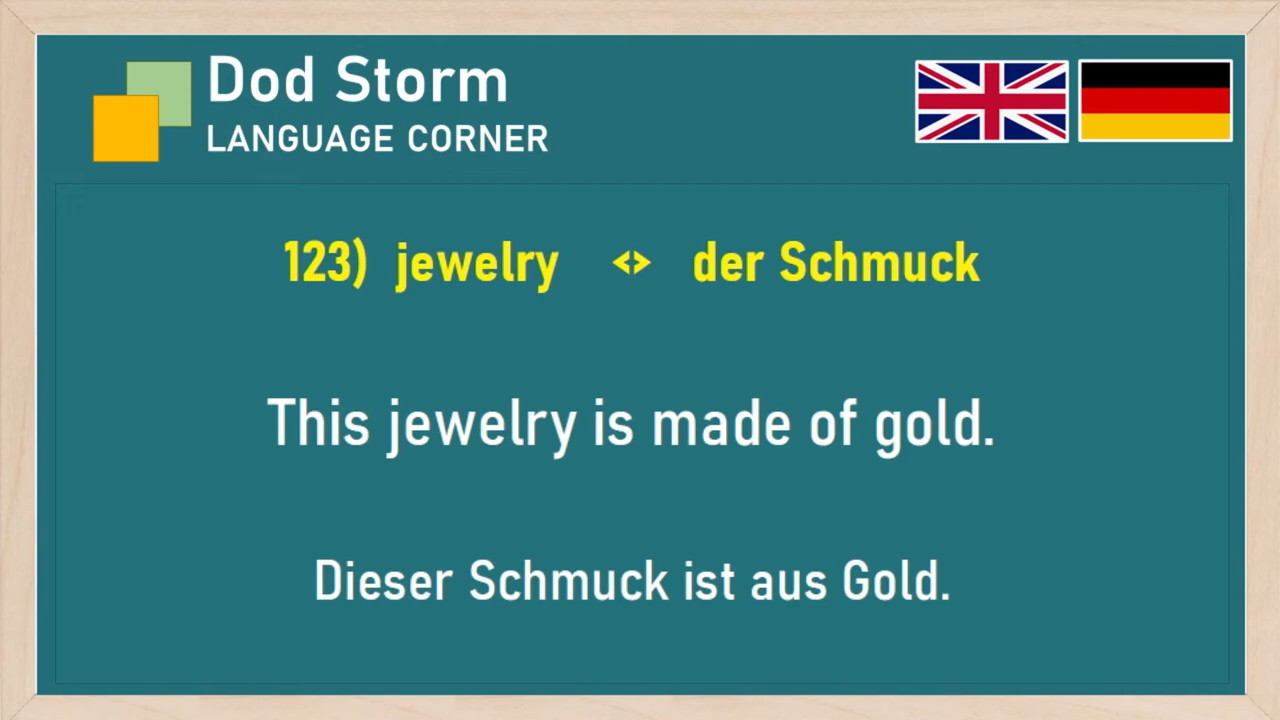 Dod Storm
LANGUAGE CORNER
123) jewelry <> der Schmuck
This jewelry is made of gold.
Dieser Schmuck ist aus Gold.